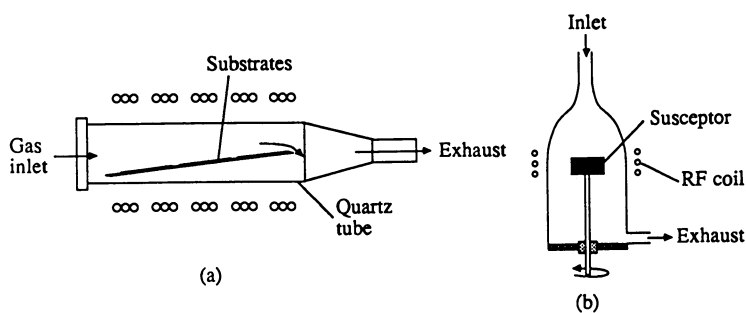 Substrates
Gas
inlet
Exhaust
Quartz
tube
(a)
Inlet
Susceptor
RF coil
Exhaust
(b)